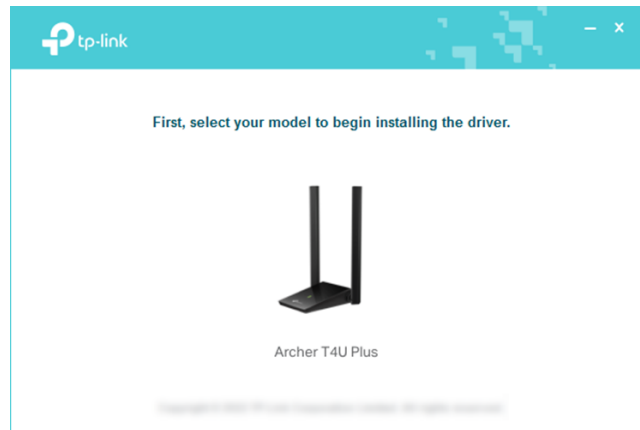 tp-link
First, select your model to begin installing the driver.
Archer T4U Plus